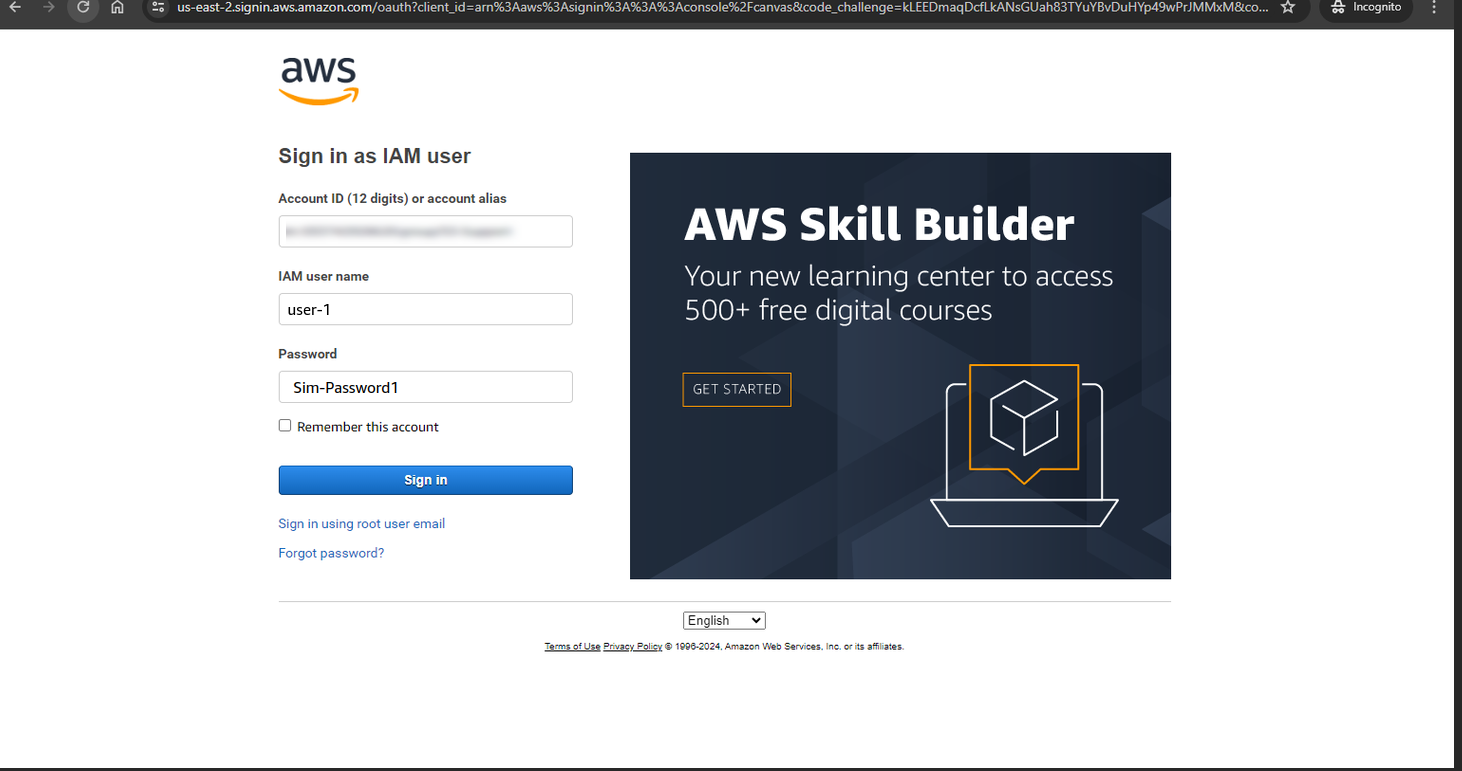 us-east-2.signin.aws.amazon.com/oauth?client_id=arn%3Aaws%3Asignin%3A%3A%3Aconsole%2Fcanvas&code_challenge=kLEEDmaqDcfLkANsGUah83TYuYBvDuHYp49wPrJMMxM&co... Incognito
aws
Sign in as IAM user
Account ID (12 digits) or account alias
IAM user name
user-1
Password
Sim-Password1
Remember this account
Sign in
Sign in using root user email
Forgot password?
AWS Skill Builder
Your new learning center to access
500+ free digital courses
GET STARTED
English
Terms of Use Privacy Policy © 1996-2024, Amazon Web Services, Inc. or its affiliates.